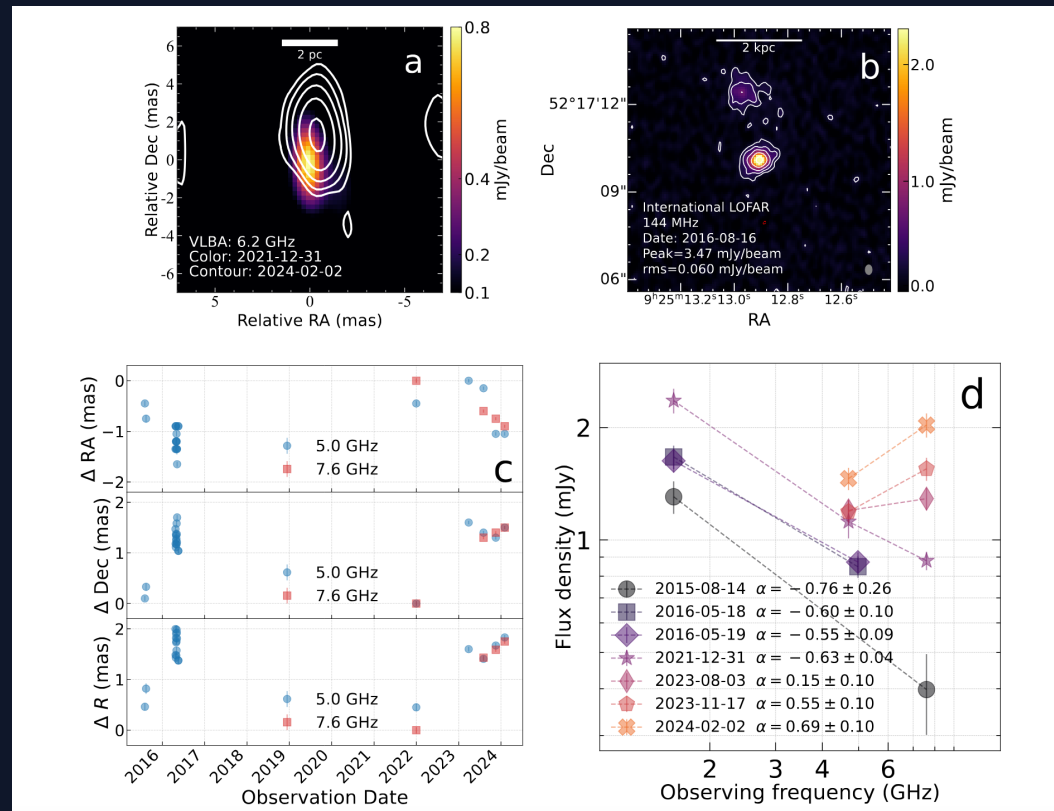 a
2 pc
6
4
2
0
-2
-4
-6
Relative Dec (mas)
VLBA: 6.2 GHz
Color: 2021-12-31
Contour: 2024-02-02
5
0
-5
Relative RA (mas)
0.8
0.4
0.2
0.1
mJy/beam
b
2 kpc
52°17'12"
09"
06"
Dec
International LOFAR
144 MHz
Date: 2016-08-16
Peak=3.47 mJy/beam
rms=0.060 mJy/beam
9ʰ25ᵐ13.2ˢ 13.0ˢ 12.8ˢ 12.6ˢ
RA
2.0
1.0
0.0
mJy/beam
c
0
−1
−2
Δ RA (mas)
5.0 GHz
7.6 GHz
2
1
0
Δ Dec (mas)
5.0 GHz
7.6 GHz
2
1
0
Δ R (mas)
5.0 GHz
7.6 GHz
2016 2017 2018 2019 2020 2021 2022 2023 2024
Observation Date
d
2
1
Flux density (mJy)
2015-08-14 α = −0.76 ± 0.26
2016-05-18 α = −0.60 ± 0.10
2016-05-19 α = −0.55 ± 0.09
2021-12-31 α = −0.63 ± 0.04
2023-08-03 α = 0.15 ± 0.10
2023-11-17 α = 0.55 ± 0.10
2024-02-02 α = 0.69 ± 0.10
2 3 4 6
Observing frequency (GHz)